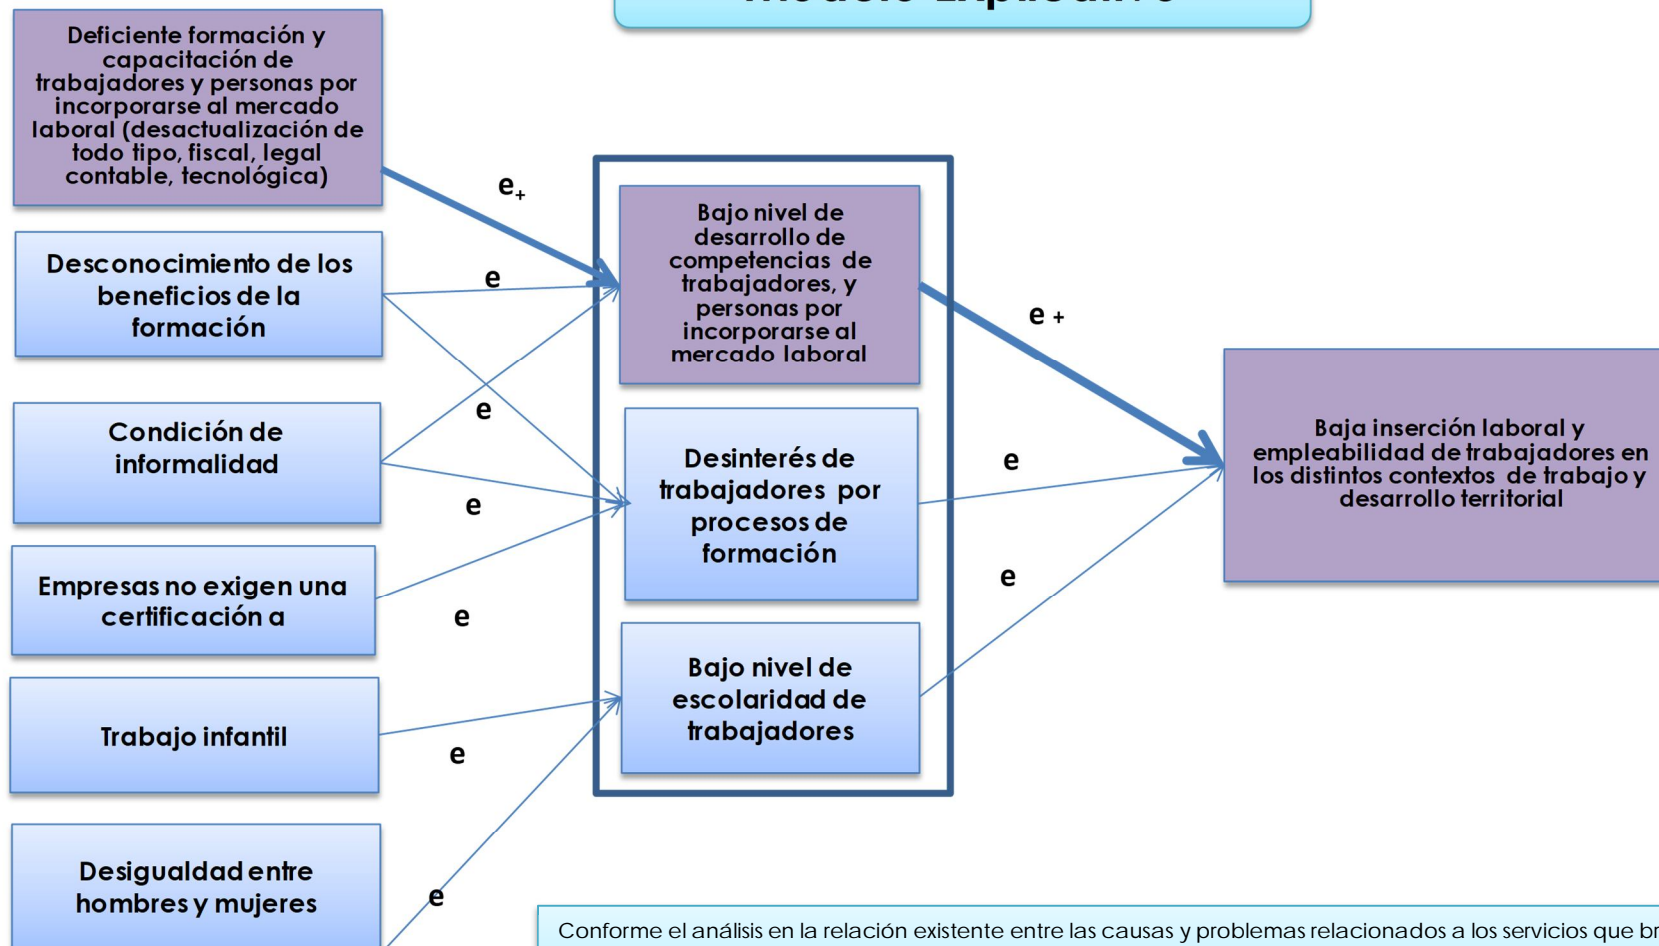 Modelo Explicativo
Deficiente formación y
capacitación de
trabajadores y personas por
incorporarse al mercado
laboral (desactualización de
todo tipo, fiscal, legal
contable, tecnológica)
Desconocimiento de los
beneficios de la
formación
Condición de
informalidad
Empresas no exigen una
certificación a
Trabajo infantil
Desigualdad entre
hombres y mujeres
e+
e
e
e
e
e
e
Bajo nivel de
desarrollo de
competencias de
trabajadores, y
personas por
incorporarse al
mercado laboral
Desinterés de
trabajadores por
procesos de
formación
Bajo nivel de
escolaridad de
trabajadores
e +
e
e
Baja inserción laboral y
empleabilidad de trabajadores en
los distintos contextos de trabajo y
desarrollo territorial
Conforme el análisis en la relación existente entre las causas y problemas relacionados a los servicios que br